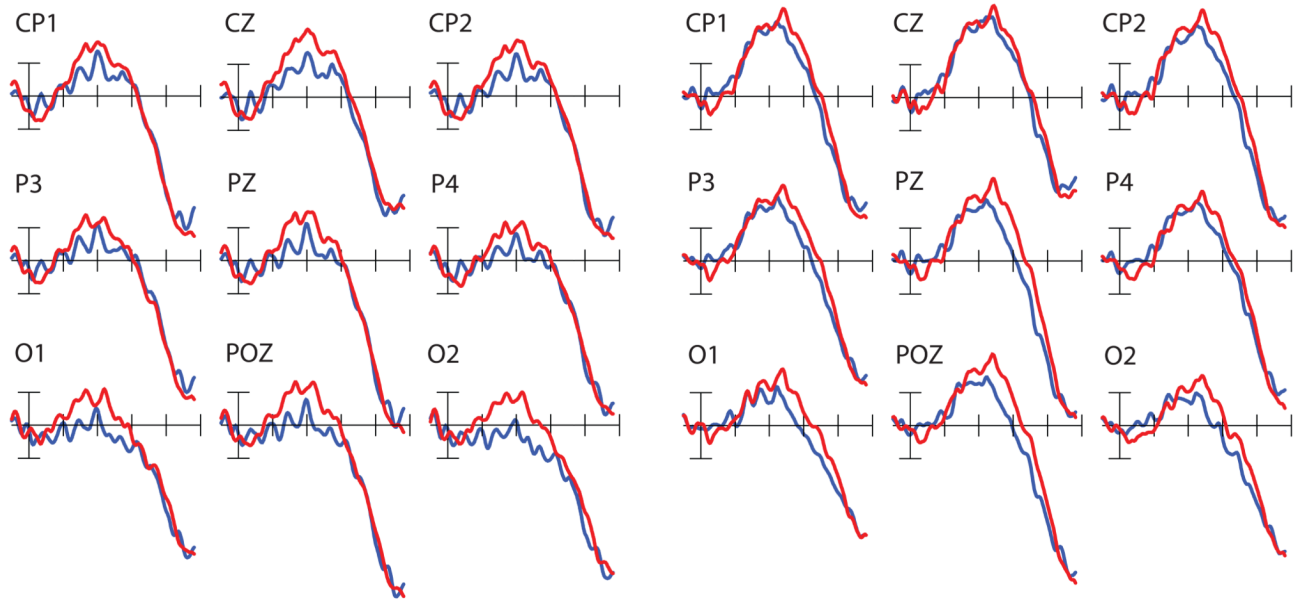 CP1 CZ CP2 CP1 CZ CP2
P3 PZ P4 P3 PZ P4
O1 POZ O2 O1 POZ O2